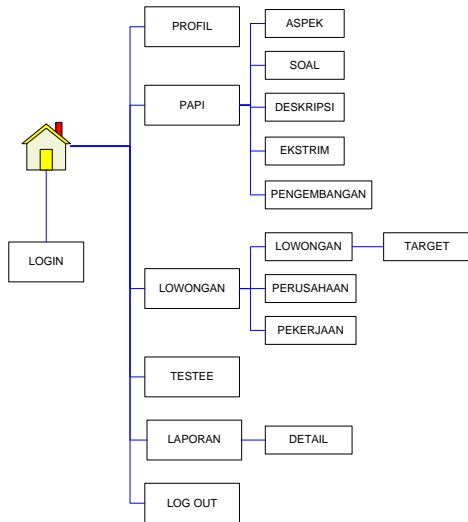 PROFIL
ASPEK
SOAL
PAPI
DESKRIPSI
EKSTRIM
PENGEMBANGAN
LOGIN
LOWONGAN
LOWONGAN
TARGET
PERUSAHAAN
PEKERJAAN
TESTEE
LAPORAN
DETAIL
LOG OUT